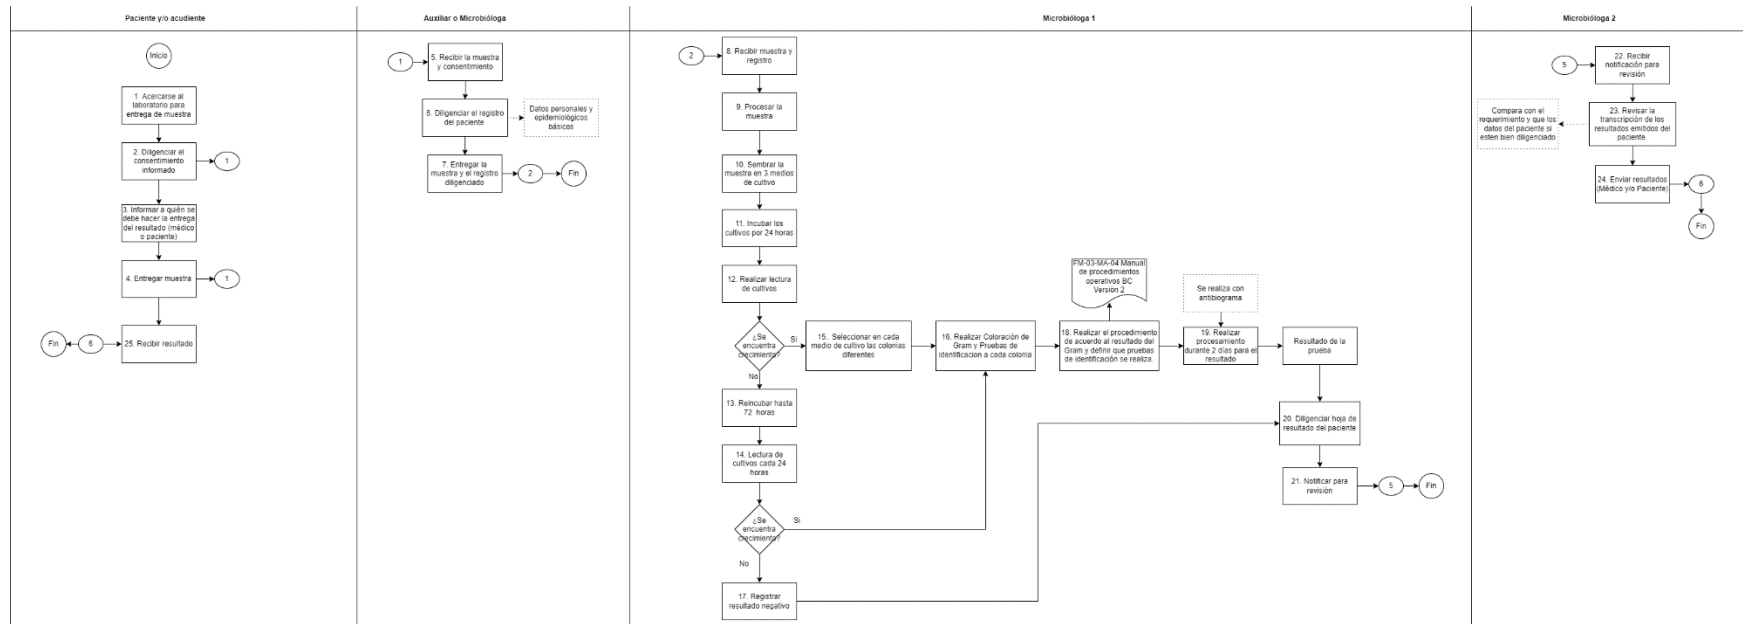 Paciente y/o acudiente
Inicio
1. Acercarse al
laboratorio para
entrega de muestra
2. Diligenciar el
consentimiento
informado
1
3. Informar a quién se
debe hacer la entrega
del resultado (médico
o paciente)
4. Entregar muestra
1
25. Recibir resultado
6
Fin
Auxiliar o Microbióloga
1
5. Recibir la muestra
y consentimiento
6. Diligenciar el registro
del paciente
Datos personales y
epidemiológicos
básicos
7. Entregar la
muestra y el registro
diligenciado
2
Fin
Microbióloga 1
2
8. Recibir muestra y
registro
9. Procesar la
muestra
10. Sembrar la
muestra en 3 medios
de cultivo
11. Incubar los
cultivos por 24 horas
12. Realizar lectura
de cultivos
¿Se
encuentra
crecimiento?
Si
No
13. Reincubar hasta
72 horas
14. Lectura de
cultivos cada 24
horas
¿Se
encuentra
crecimiento?
Si
No
17. Registrar
resultado negativo
15.. Seleccionar en cada
medio de cultivo las colonias
diferentes
16. Realizar Coloración de
Gram y Pruebas de
identificacion a cada colonia
FM-03-MA-04 Manual
de procedimientos
operativos BC
Versión 2
18. Realizar el procedimiento
de acuerdo al resultado del
Gram y definir que pruebas
de identificación se realiza.
Se realiza con
antibiograma
19. Realizar
procesamiento
durante 2 días para el
resultado
Resultado de la
prueba
20. Diligenciar hoja de
resultado del paciente
21. Notificar para
revisión
5
Fin
Microbióloga 2
5
22. Recibir
notificación para
revisión
Compara con el
requerimiento y que los
datos del paciente si
esten bien diligenciado
23. Revisar la
transcripción de los
resultados emitidos del
paciente.
24. Enviar resultados
(Médico y/o Paciente)
6
Fin